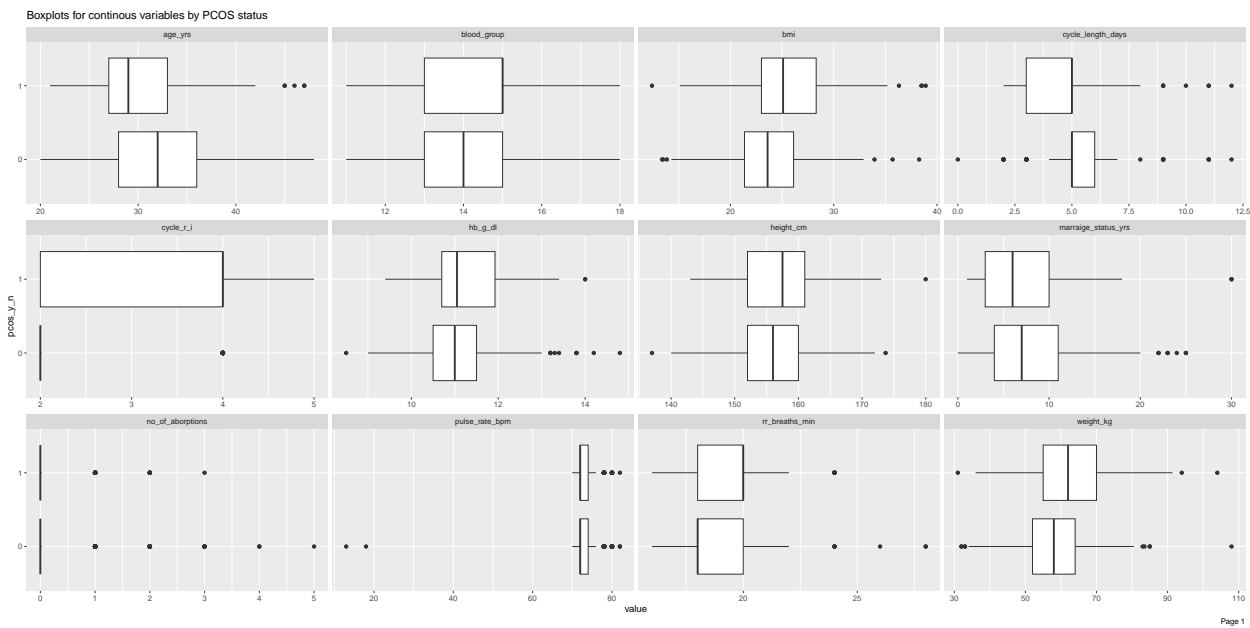 Boxplots for continous variables by PCOS status
age_yrs blood_group bmi cycle_length_days
1
0
20 30 40 12 14 16 18 20 30 40 0.0 2.5 5.0 7.5 10.0 12.5
cycle_r_i hb_g_dl height_cm marraige_status_yrs
1
0
2 3 4 5 10 12 14 140 150 160 170 180 0 10 20 30
no_of_aborptions pulse_rate_bpm rr_breaths_min weight_kg
1
0
0 1 2 3 4 5 20 40 60 80 20 25 30 50 70 90 110
pcos_y_n
value
Page 1